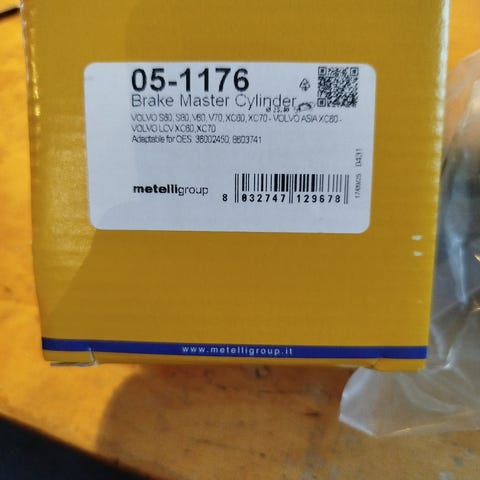 05-1176
Brake Master Cylinder
VOLVO S60, S80, V60, V70, XC60, XC70 - VOLVO ASIA XC60 -
VOLVO LCV XC60, XC70
Adaptable for OES: 36002450, 8603741
metelligroup
8 032747 129678
0431
www.metelligroup.it